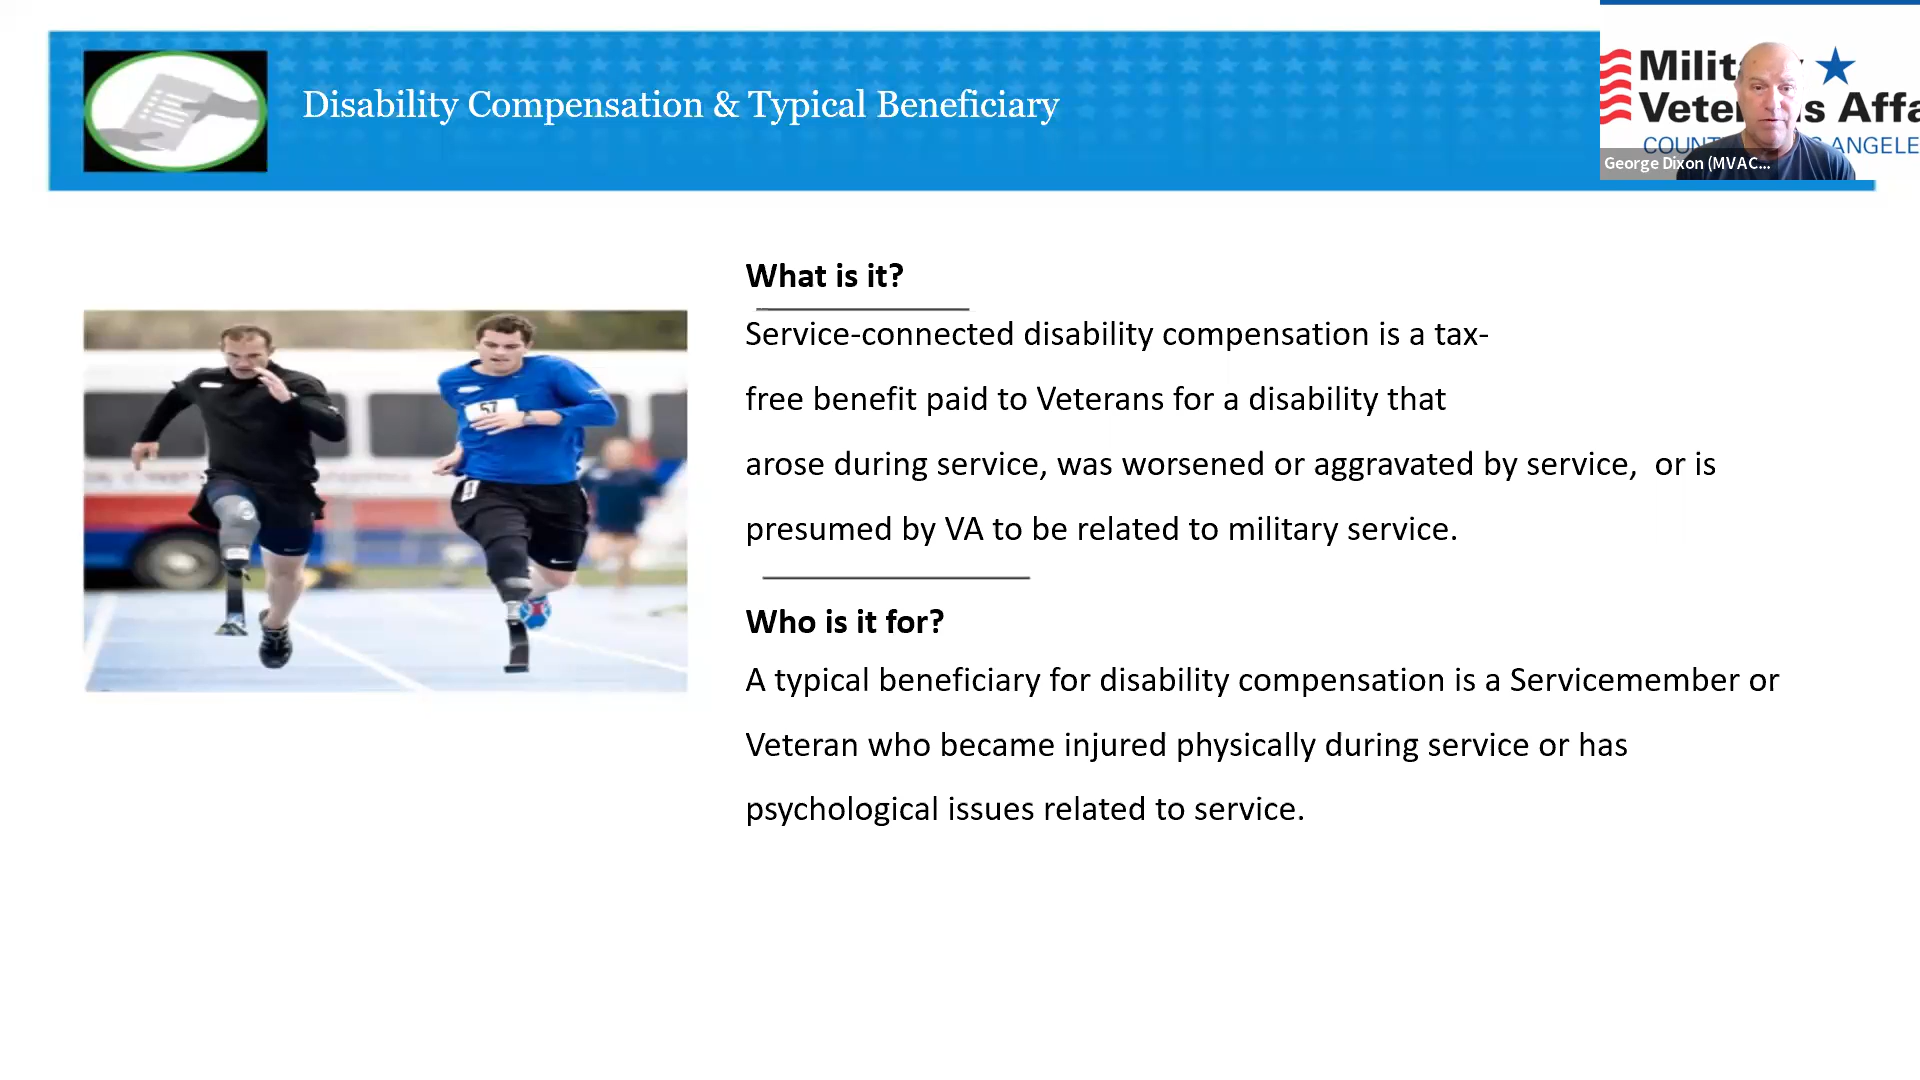 Disability Compensation & Typical Beneficiary
Affa
COUN
ANGELE
George Dixon (MVAC...
What is it?
Service-connected disability compensation is a tax-
free benefit paid to Veterans for a disability that
arose during service, was worsened or aggravated by service,  or is
presumed by VA to be related to military service.
Who is it for?
A typical beneficiary for disability compensation is a Servicemember or
Veteran who became injured physically during service or has
psychological issues related to service.
57